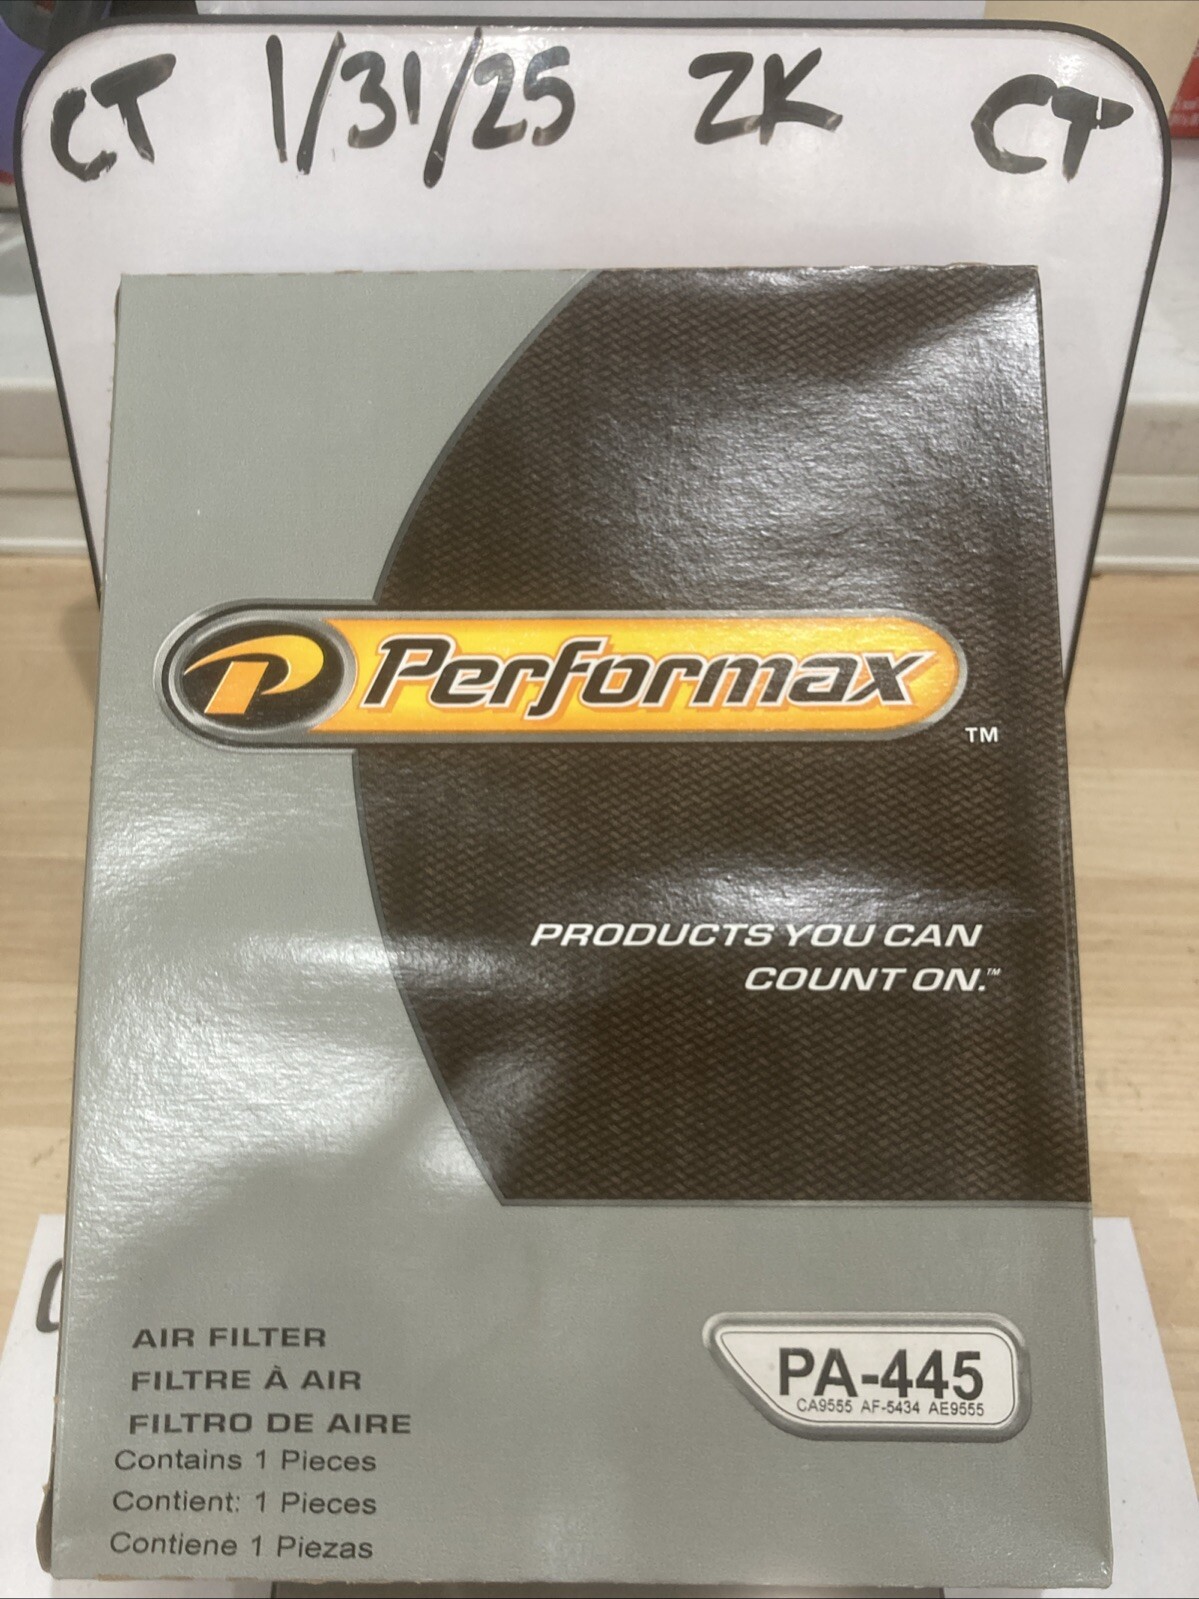 CT 1/31/25 ZK CT
Performax
TM
PRODUCTS YOU CAN
COUNT ON.™
AIR FILTER
FILTRE À AIR
FILTRO DE AIRE
Contains 1 Pieces
Contient: 1 Pieces
Contiene 1 Piezas
PA-445
CA9555 AF-5434 AE9555